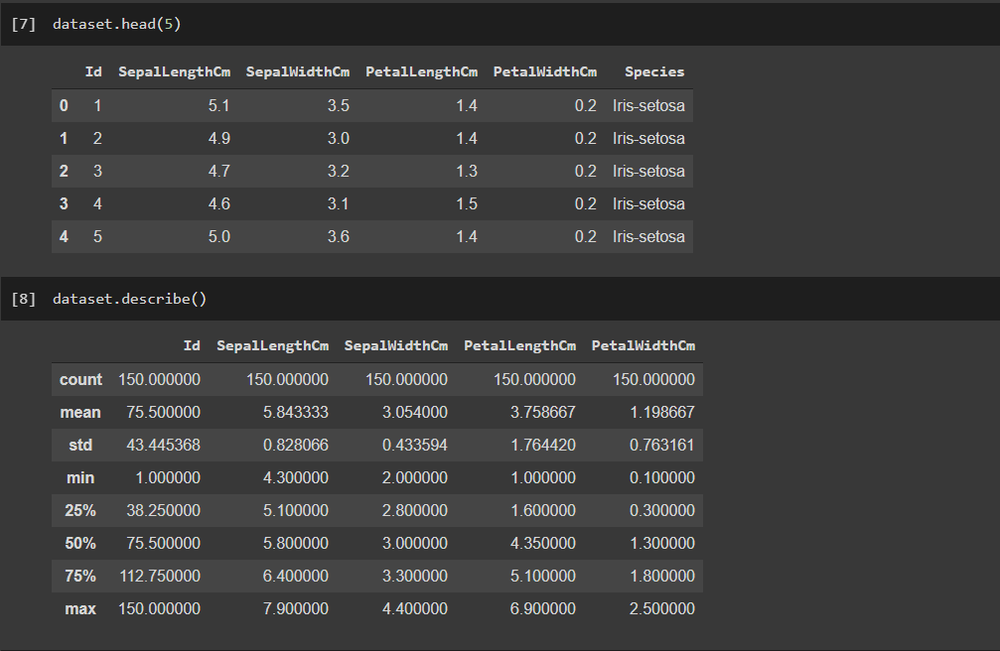 [7] dataset.head(5)
Id SepalLengthCm SepalWidthCm PetalLengthCm PetalWidthCm Species
0 1 5.1 3.5 1.4 0.2 Iris-setosa
1 2 4.9 3.0 1.4 0.2 Iris-setosa
2 3 4.7 3.2 1.3 0.2 Iris-setosa
3 4 4.6 3.1 1.5 0.2 Iris-setosa
4 5 5.0 3.6 1.4 0.2 Iris-setosa
[8] dataset.describe()
Id SepalLengthCm SepalWidthCm PetalLengthCm PetalWidthCm
count 150.000000 150.000000 150.000000 150.000000 150.000000
mean 75.500000 5.843333 3.054000 3.758667 1.198667
std 43.445368 0.828066 0.433594 1.764420 0.763161
min 1.000000 4.300000 2.000000 1.000000 0.100000
25% 38.250000 5.100000 2.800000 1.600000 0.300000
50% 75.500000 5.800000 3.000000 4.350000 1.300000
75% 112.750000 6.400000 3.300000 5.100000 1.800000
max 150.000000 7.900000 4.400000 6.900000 2.500000